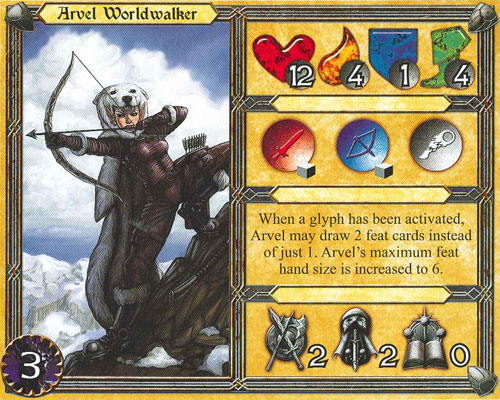 Arvel Worldwalker
12 4 1 4
When a glyph has been activated,
Arvel may draw 2 feat cards instead
of just 1. Arvel's maximum feat
hand size is increased to 6.
3
2 2 0